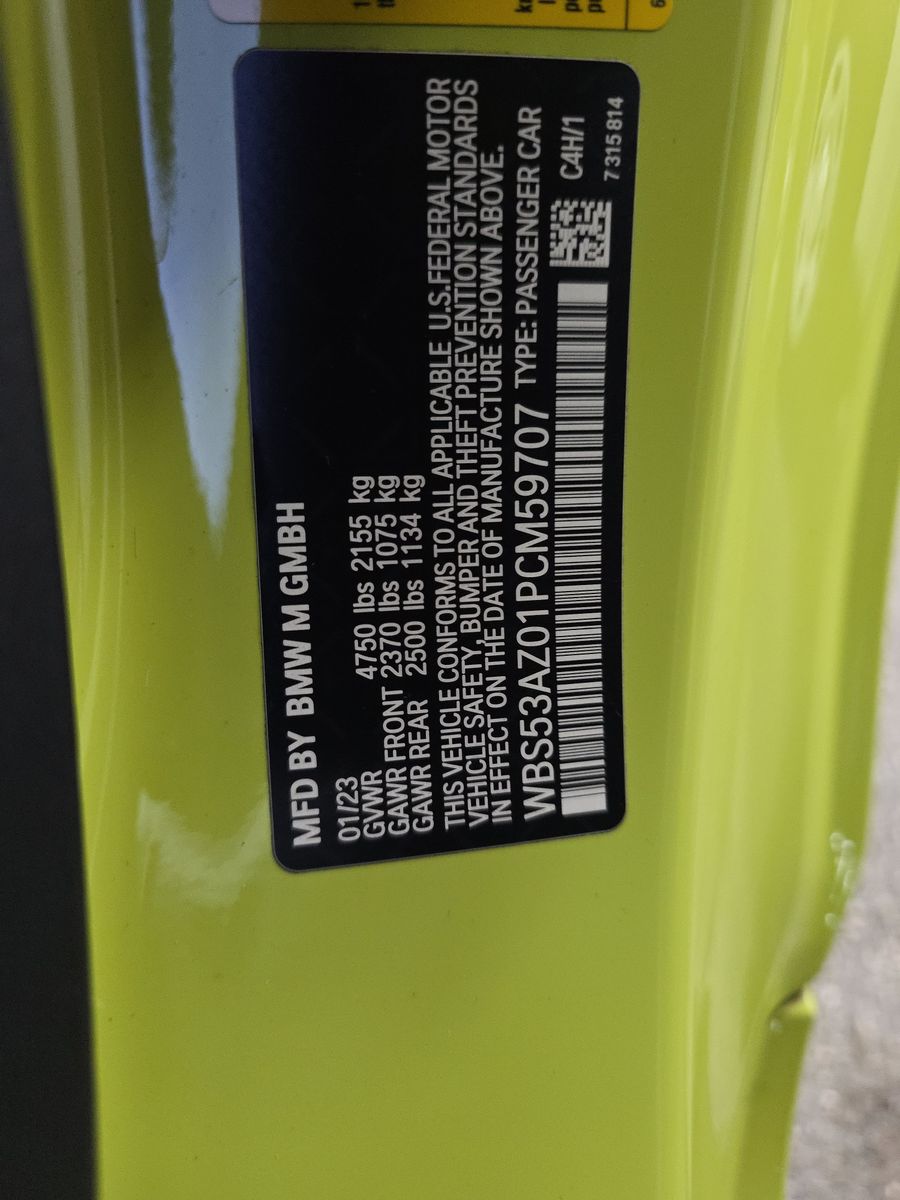 MFD BY BMW M GMBH
01/23
GVWR 4750 lbs 2155 kg
GAWR FRONT 2370 lbs 1075 kg
GAWR REAR 2500 lbs 1134 kg
THIS VEHICLE CONFORMS TO ALL APPLICABLE U.S.FEDERAL MOTOR
VEHICLE SAFETY, BUMPER AND THEFT PREVENTION STANDARDS
IN EFFECT ON THE DATE OF MANUFACTURE SHOWN ABOVE.
WBS53AZ01PCM59707 TYPE: PASSENGER CAR
C4H/1
7 315 814